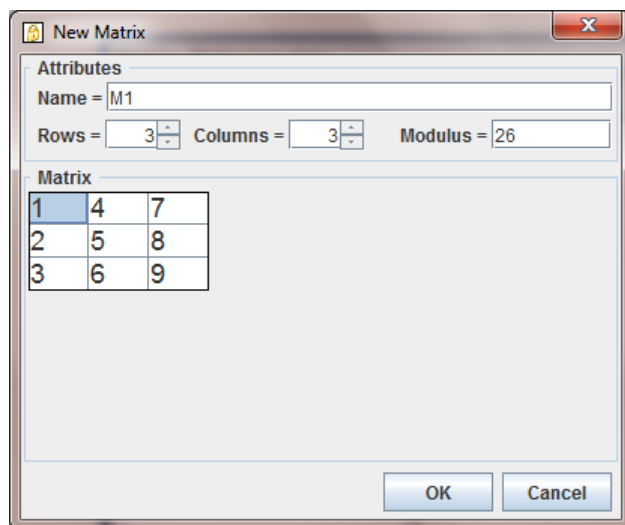 New Matrix
Attributes
Name = M1
Rows = 3 Columns = 3 Modulus = 26
Matrix
1 4 7
2 5 8
3 6 9
OK Cancel